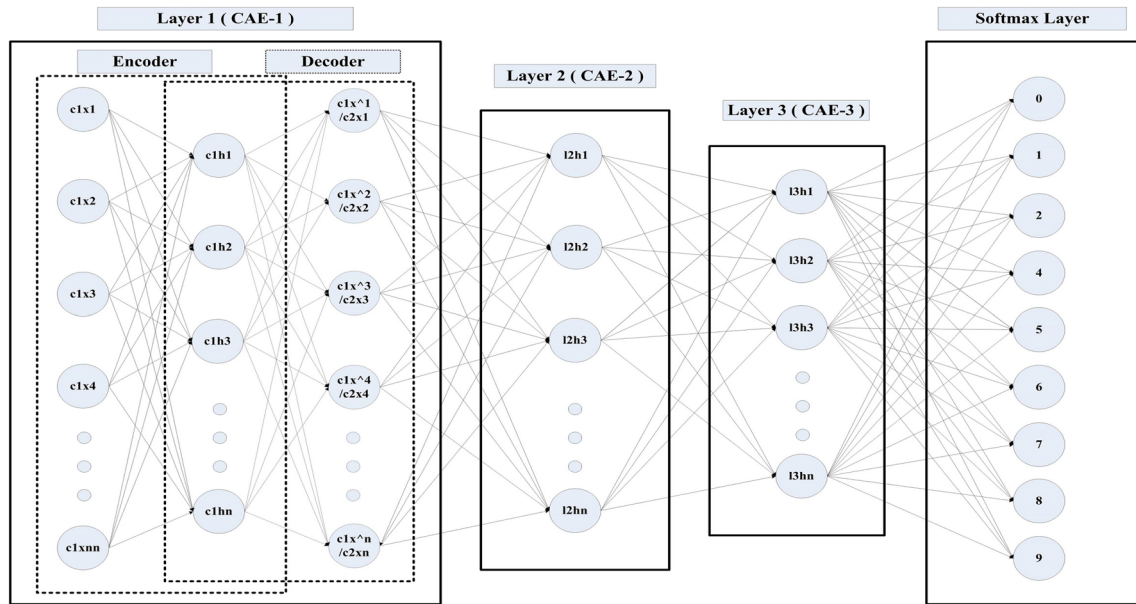 Layer 1 ( CAE-1 )
Encoder
Decoder
c1x1
c1x2
c1x3
c1x4
c1xnn
c1h1
c1h2
c1h3
c1hn
c1x^1
/c2x1
c1x^2
/c2x2
c1x^3
/c2x3
c1x^4
/c2x4
c1x^n
/c2xn
Layer 2 ( CAE-2 )
l2h1
l2h2
l2h3
l2hn
Layer 3 ( CAE-3 )
l3h1
l3h2
l3h3
l3hn
Softmax Layer
0
1
2
4
5
6
7
8
9